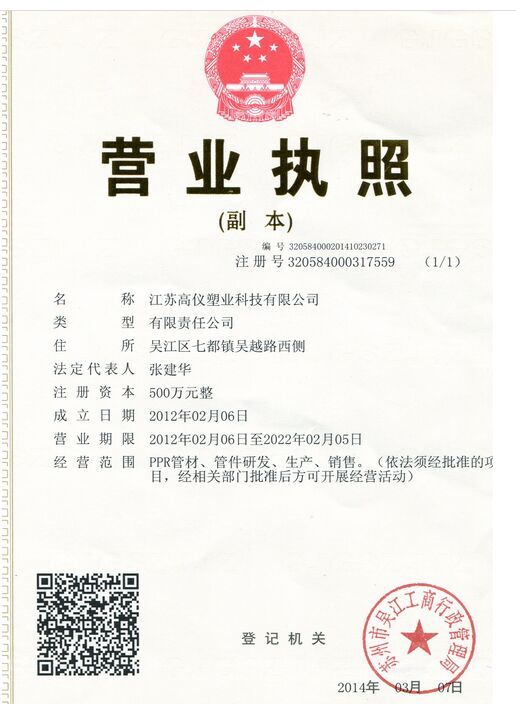 营业执照
(副 本)
编 号 320584000201410230271
注 册 号 320584000317559 （1/1）
名 称 江苏高仪塑业科技有限公司
类 型 有限责任公司
住 所 吴江区七都镇吴越路西侧
法定代表人 张建华
注 册 资 本 500万元整
成 立 日 期 2012年02月06日
营 业 期 限 2012年02月06日至2022年02月05日
经 营 范 围 PPR管材、管件研发、生产、销售。（依法须经批准的项
目，经相关部门批准后方可开展经营活动）
登 记 机 关
苏州市吴江工商行政管理局
2014年 03月 07日